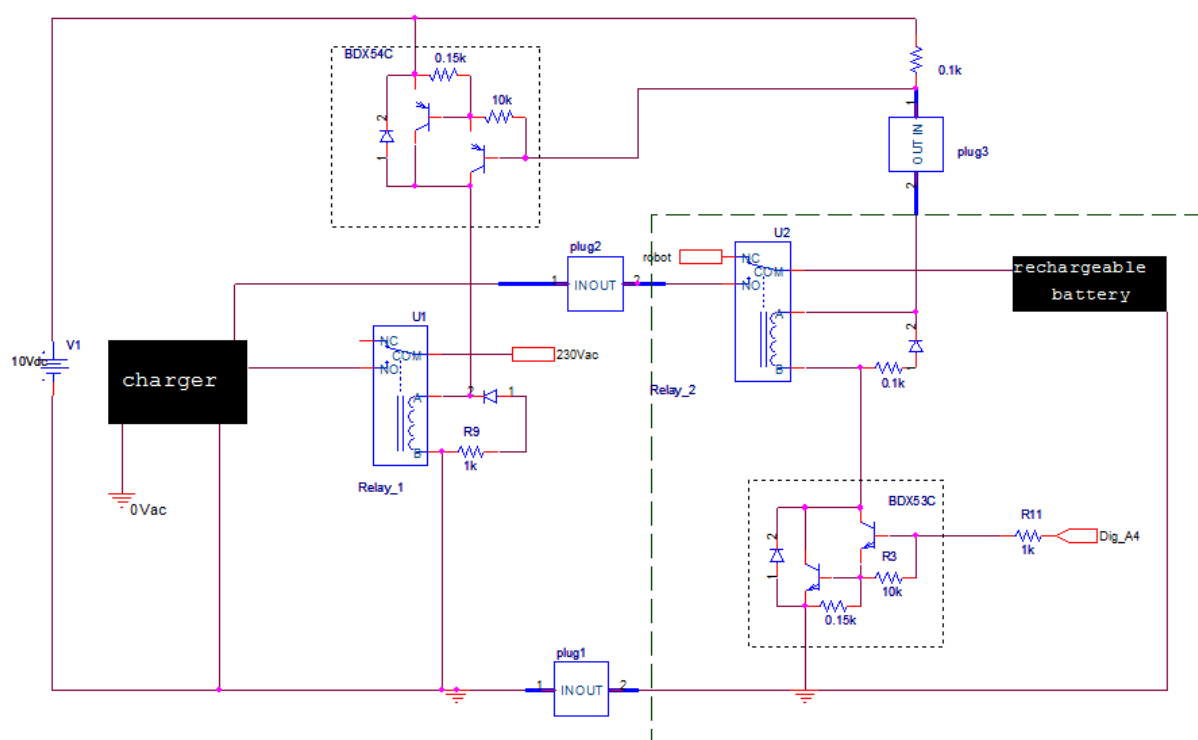 BDX54C
0.15k
10k
2
1
0.1k
1
OUT IN
2
plug3
U2
plug2
1
INOUT
2
robot
NC
COM
NO
A
B
rechargeable
battery
2
1
0.1k
Relay_2
U1
NC
COM
NO
230Vac
A
B
2
1
R9
1k
Relay_1
V1
10Vdc
charger
0Vac
BDX53C
2
1
R3
10k
0.15k
R11
1k
Dig_A4
plug1
1
INOUT
2